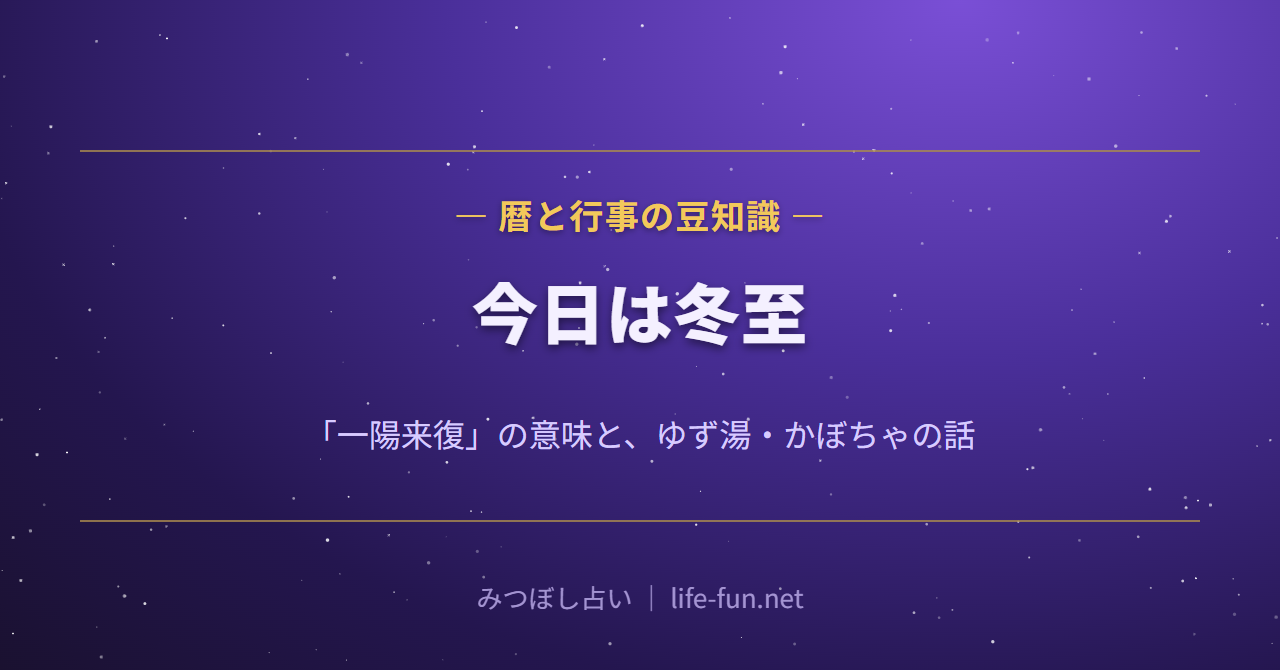 ― 暦と行事の豆知識 ―
今日は冬至
「一陽来復」の意味と、ゆず湯・かぼちゃの話
みつぼし占い ｜ life-fun.net